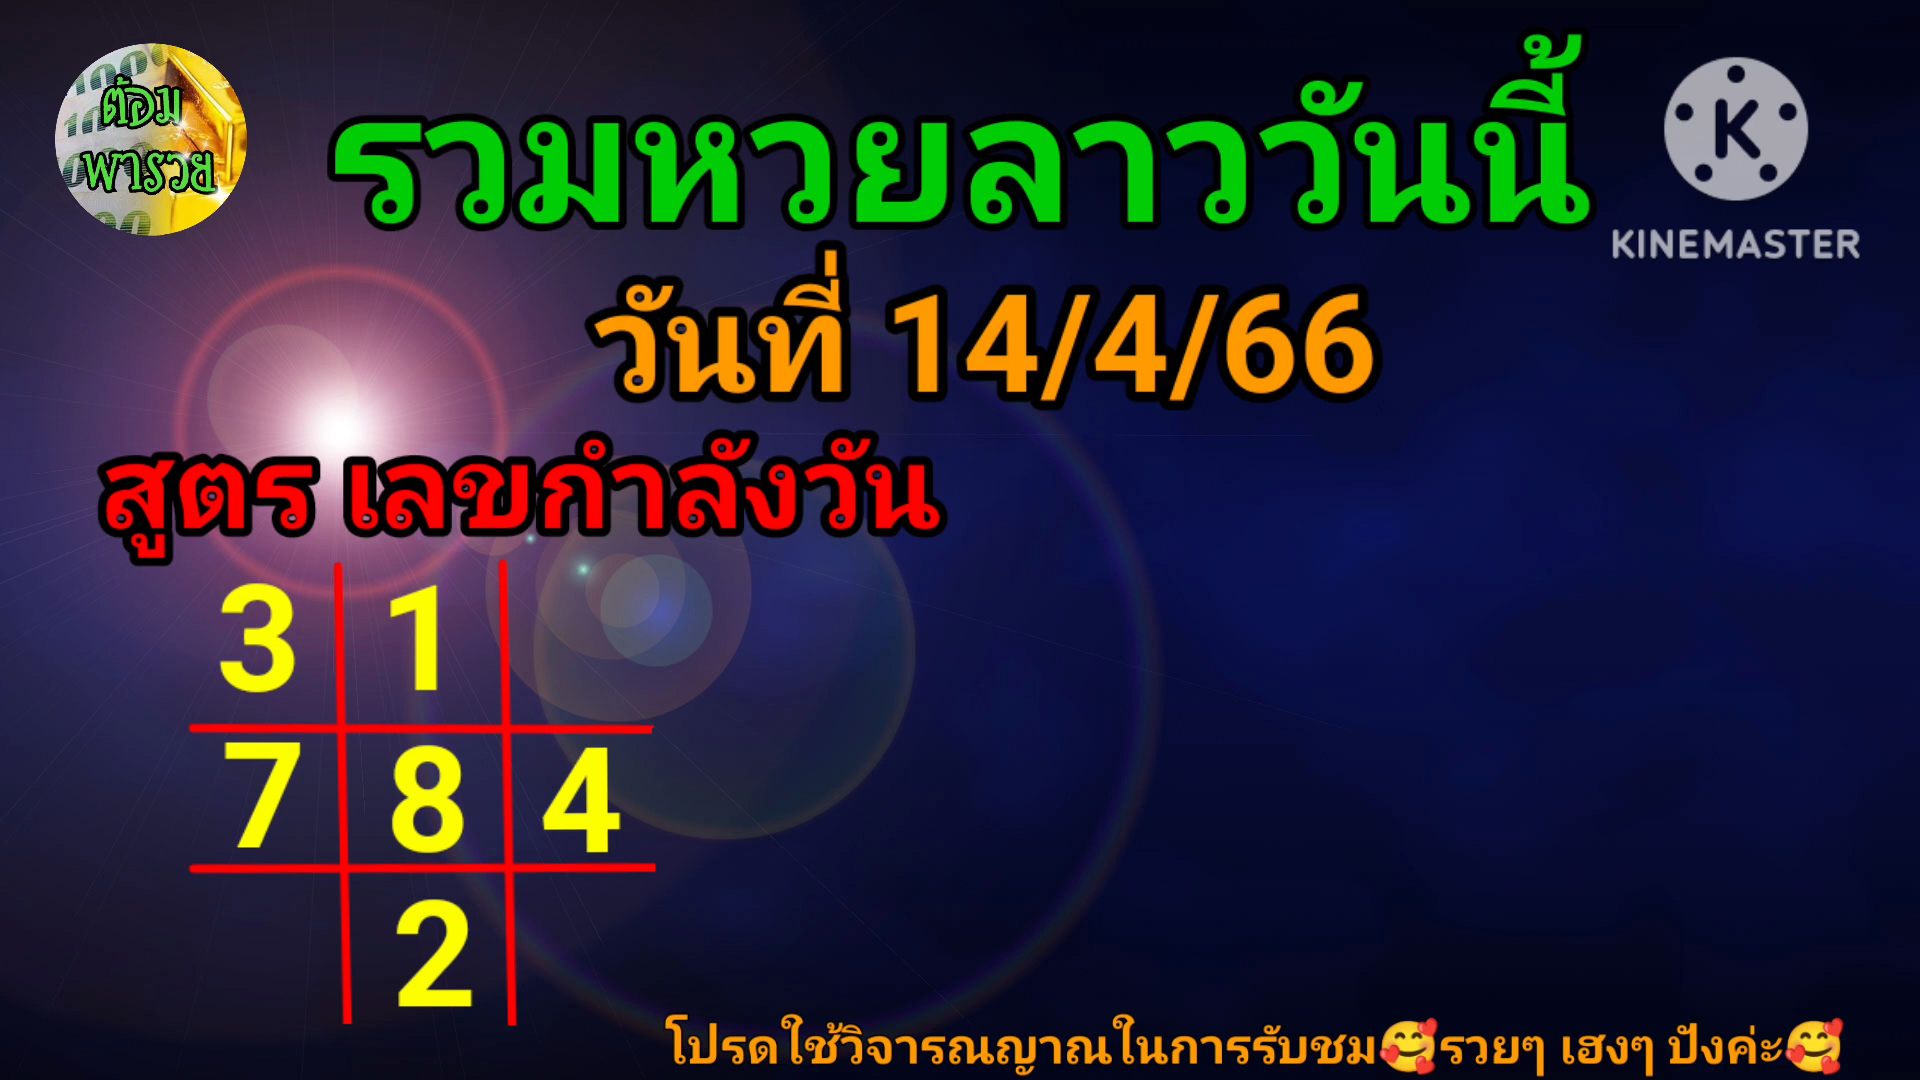 ต้อม
พารวย
รวมหวยลาววันนี้
K
KINEMASTER
วันที่ 14/4/66
สูตร เลขกำลังวัน
3 1
7 8 4
2
โปรดใช้วิจารณญาณในการรับชม🥰รวยๆ เฮงๆ ปังค่ะ🥰